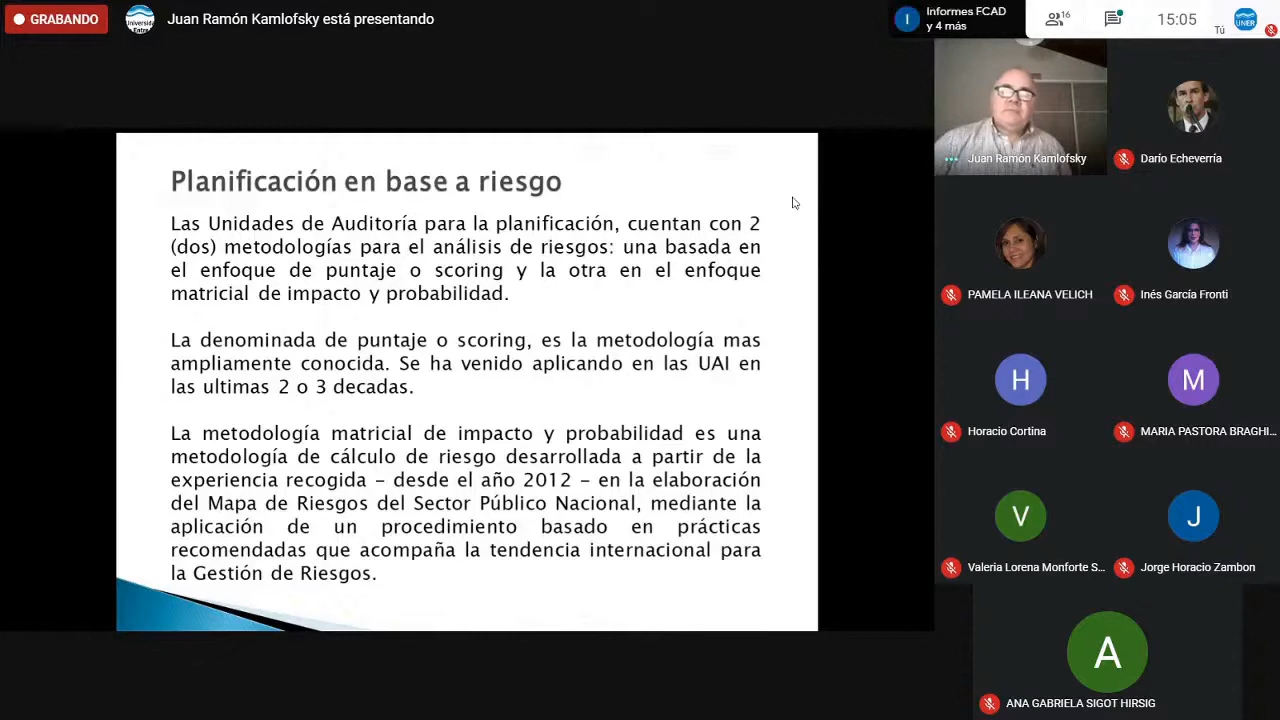 GRABANDO
Juan Ramón Kamlofsky está presentando
I
Informes FCAD
y 4 más
16
15:05
Tú
UNER
Planificación en base a riesgo
Las Unidades de Auditoría para la planificación, cuentan con 2
(dos) metodologías para el análisis de riesgos: una basada en
el enfoque de puntaje o scoring y la otra en el enfoque
matricial de impacto y probabilidad.
La denominada de puntaje o scoring, es la metodología mas
ampliamente conocida. Se ha venido aplicando en las UAI en
las ultimas 2 o 3 decadas.
La metodología matricial de impacto y probabilidad es una
metodología de cálculo de riesgo desarrollada a partir de la
experiencia recogida – desde el año 2012 – en la elaboración
del Mapa de Riesgos del Sector Público Nacional, mediante la
aplicación de un procedimiento basado en prácticas
recomendadas que acompaña la tendencia internacional para
la Gestión de Riesgos.
Juan Ramón Kamlofsky
Darío Echeverría
PAMELA ILEANA VELICH
Inés García Fronti
H
Horacio Cortina
M
MARIA PASTORA BRAGHI...
V
Valeria Lorena Monforte S...
J
Jorge Horacio Zambon
A
ANA GABRIELA SIGOT HIRSIG